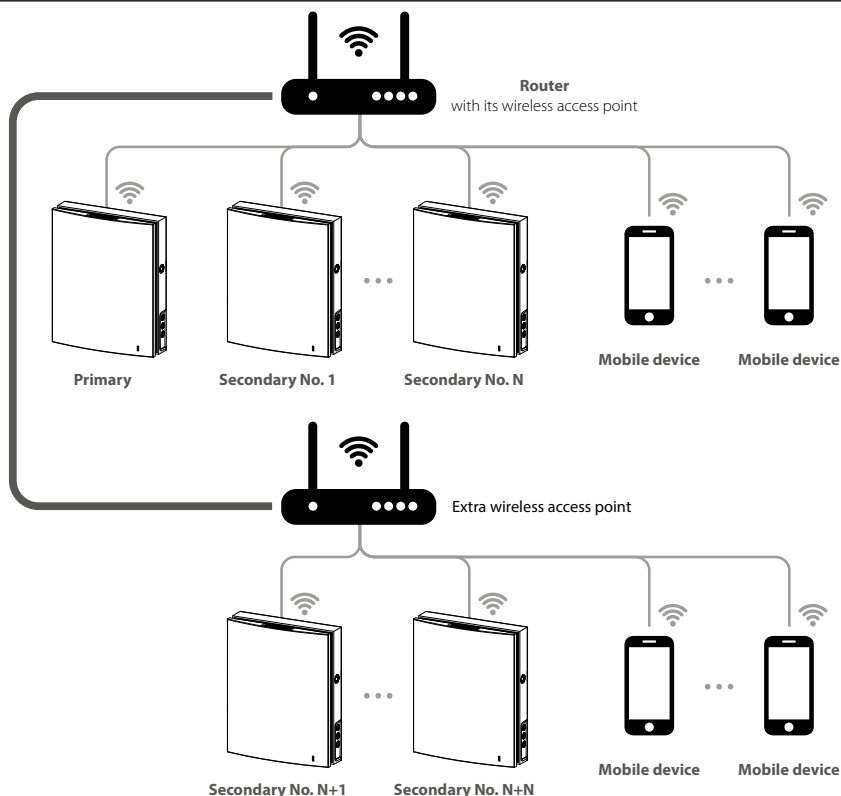 Router
with its wireless access point
Primary
Secondary No. 1
Secondary No. N
Mobile device
Mobile device
Extra wireless access point
Secondary No. N+1
Secondary No. N+N
Mobile device
Mobile device